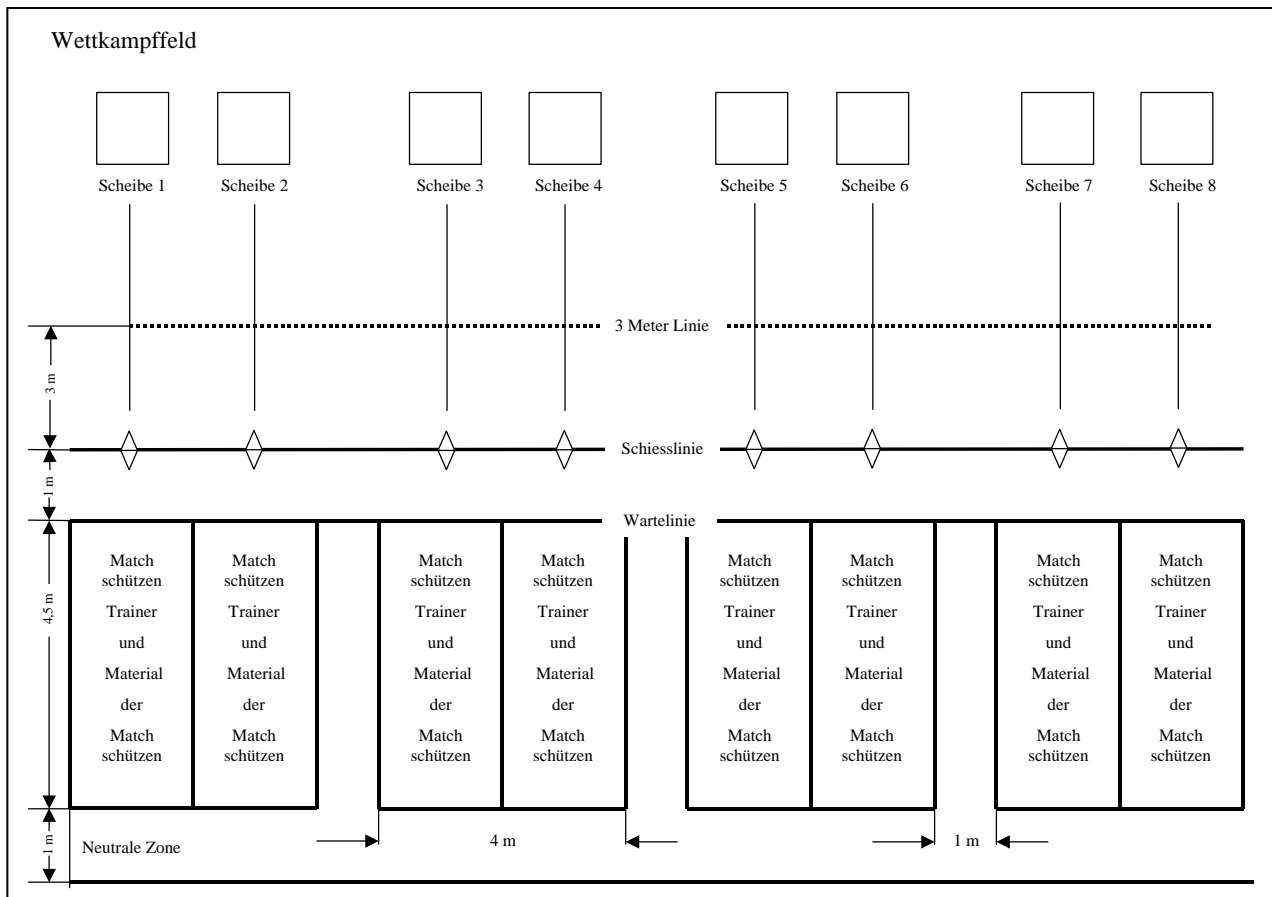 Wettkampffeld
Scheibe 1 Scheibe 2 Scheibe 3 Scheibe 4 Scheibe 5 Scheibe 6 Scheibe 7 Scheibe 8
3 Meter Linie
3 m
Schiesslinie
1 m
Wartelinie
4,5 m
Match Match Match Match Match Match Match Match
schützen schützen schützen schützen schützen schützen schützen schützen
Trainer Trainer Trainer Trainer Trainer Trainer Trainer Trainer
und und und und und und und und
Material Material Material Material Material Material Material Material
der der der der der der der der
Match Match Match Match Match Match Match Match
schützen schützen schützen schützen schützen schützen schützen schützen
1 m
Neutrale Zone 4 m 1 m